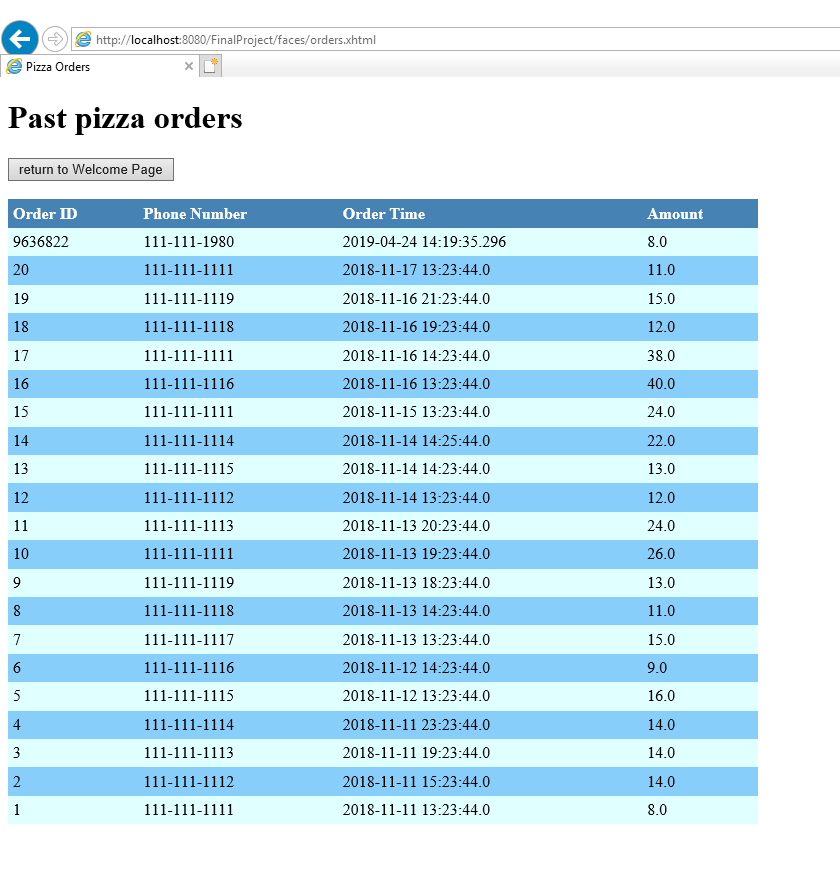 http://localhost:8080/FinalProject/faces/orders.xhtml
Pizza Orders
Past pizza orders
return to Welcome Page
Order ID Phone Number Order Time Amount
9636822 111-111-1980 2019-04-24 14:19:35.296 8.0
20 111-111-1111 2018-11-17 13:23:44.0 11.0
19 111-111-1119 2018-11-16 21:23:44.0 15.0
18 111-111-1118 2018-11-16 19:23:44.0 12.0
17 111-111-1111 2018-11-16 14:23:44.0 38.0
16 111-111-1116 2018-11-16 13:23:44.0 40.0
15 111-111-1111 2018-11-15 13:23:44.0 24.0
14 111-111-1114 2018-11-14 14:25:44.0 22.0
13 111-111-1115 2018-11-14 14:23:44.0 13.0
12 111-111-1112 2018-11-14 13:23:44.0 12.0
11 111-111-1113 2018-11-13 20:23:44.0 24.0
10 111-111-1111 2018-11-13 19:23:44.0 26.0
9 111-111-1119 2018-11-13 18:23:44.0 13.0
8 111-111-1118 2018-11-13 14:23:44.0 11.0
7 111-111-1117 2018-11-13 13:23:44.0 15.0
6 111-111-1116 2018-11-12 14:23:44.0 9.0
5 111-111-1115 2018-11-12 13:23:44.0 16.0
4 111-111-1114 2018-11-11 23:23:44.0 14.0
3 111-111-1113 2018-11-11 19:23:44.0 14.0
2 111-111-1112 2018-11-11 15:23:44.0 14.0
1 111-111-1111 2018-11-11 13:23:44.0 8.0